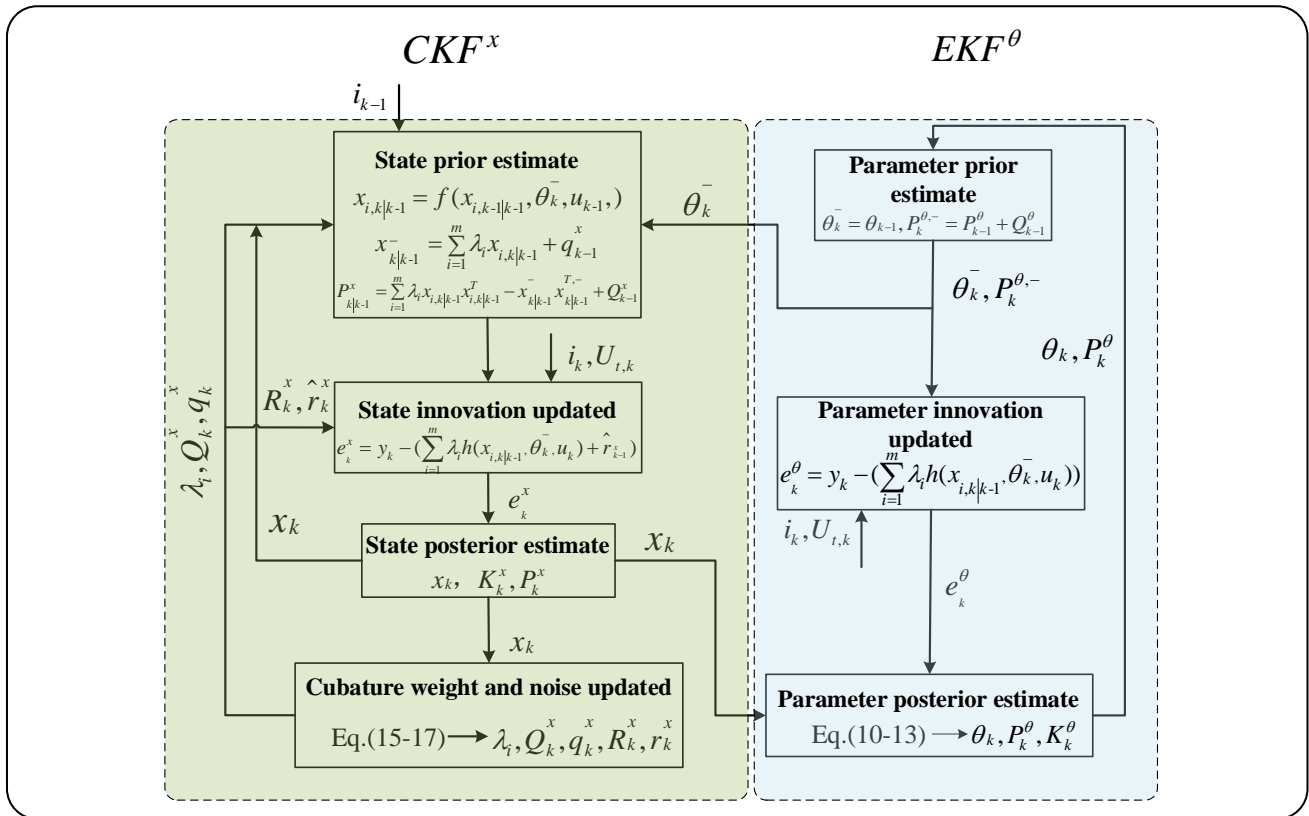 CKF^x
EKF^θ
i_{k-1}
State prior estimate
x_{i,k|k-1} = f(x_{i,k-1|k-1}, θ_k^-, u_{k-1},)
x_{k|k-1}^- = ∑_{i=1}^m λ_i x_{i,k|k-1} + q_{k-1}^x
P_{k|k-1}^x = ∑_{i=1}^m λ_i x_{i,k|k-1} x_{i,k|k-1}^T − x_{k|k-1}^- x_{k|k-1}^{T,-} + Q_{k-1}^x
θ_k^-
Parameter prior
estimate
θ_k^- = θ_{k-1}, P_k^{θ,-} = P_{k-1}^θ + Q_{k-1}^θ
θ_k^-, P_k^{θ,-}
θ_k, P_k^θ
i_k, U_{t,k}
λ_i, Q_k^x, q_k^x
R_k^x, r̂_k^x
State innovation updated
e_k^x = y_k − (∑_{i=1}^m λ_i h(x_{i,k|k-1}, θ_k^-, u_k) + r̂_{k-1}^x)
Parameter innovation
updated
e_k^θ = y_k − (∑_{i=1}^m λ_i h(x_{i,k|k-1}, θ_k^-, u_k))
i_k, U_{t,k}
e_k^x
x_k
State posterior estimate
x_k, K_k^x, P_k^x
x_k
e_k^θ
x_k
Cubature weight and noise updated
Eq.(15-17) → λ_i, Q_k^x, q_k^x, R_k^x, r_k^x
Parameter posterior estimate
Eq.(10-13) → θ_k, P_k^θ, K_k^θ